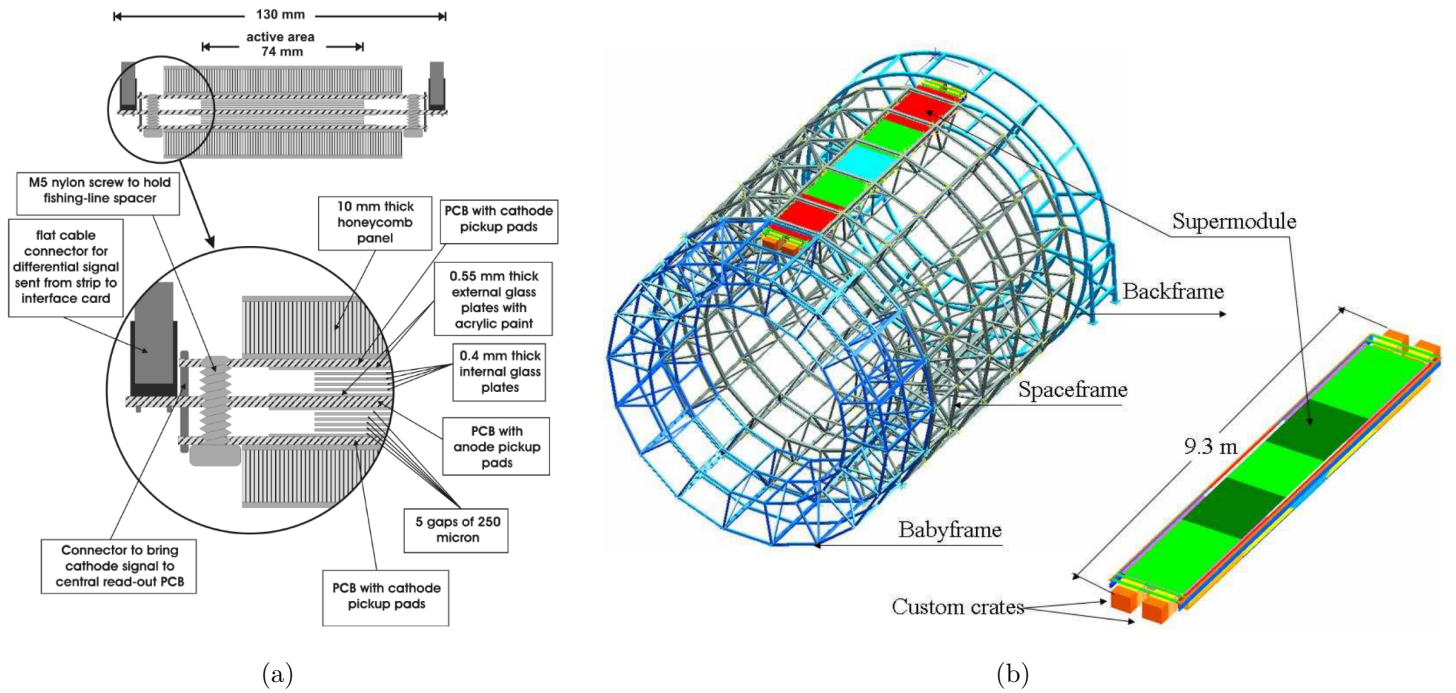 130 mm
active area
74 mm
M5 nylon screw to hold
fishing-line spacer
flat cable
connector for
differential signal
sent from strip to
interface card
10 mm thick
honeycomb
panel
PCB with cathode
pickup pads
0.55 mm thick
external glass
plates with
acrylic paint
0.4 mm thick
internal glass
plates
PCB with
anode pickup
pads
5 gaps of 250
micron
Connector to bring
cathode signal to
central read-out PCB
PCB with cathode
pickup pads
(a)
Supermodule
Backframe
Spaceframe
9.3 m
Babyframe
Custom crates
(b)